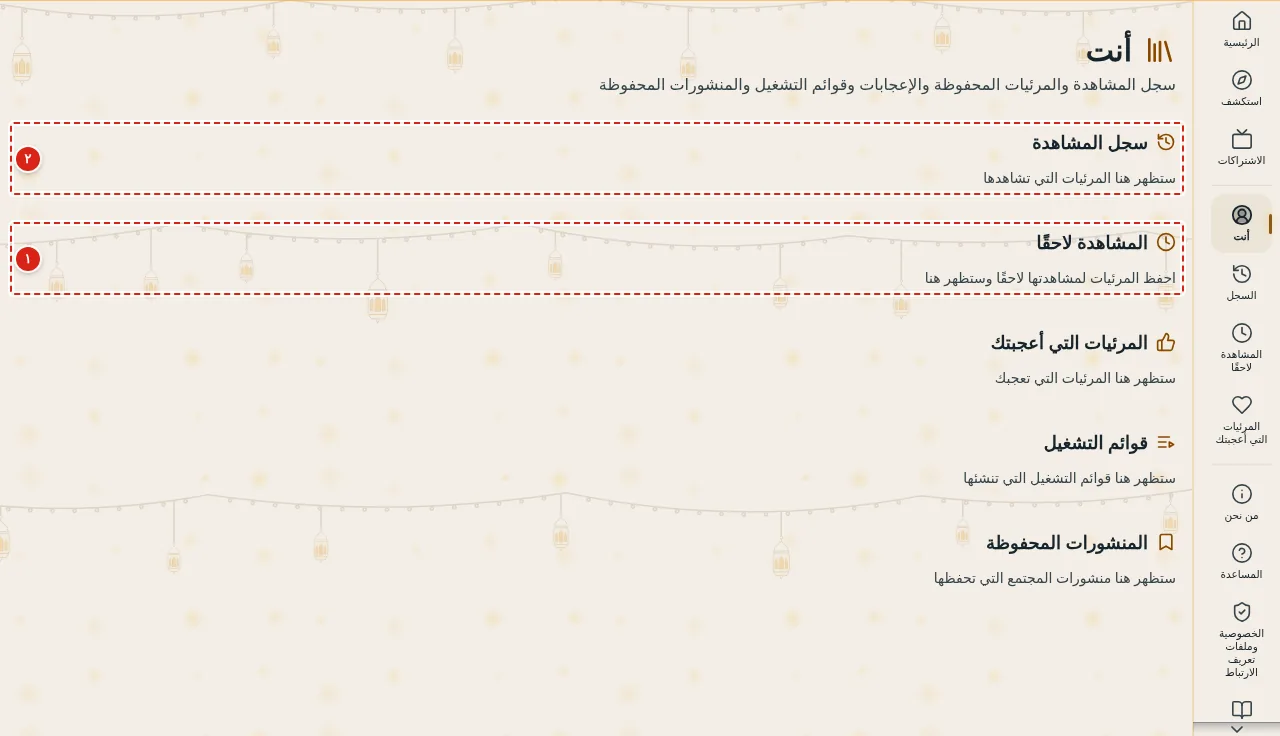 الرئيسية
استكشف
الاشتراكات
أنت
السجل
المشاهدة
لاحقًا
المرئيات
التي أعجبتك
من نحن
المساعدة
الخصوصية
وملفات
تعريف
الارتباط
أنت
سجل المشاهدة والمرئيات المحفوظة والإعجابات وقوائم التشغيل والمنشورات المحفوظة
سجل المشاهدة
ستظهر هنا المرئيات التي تشاهدها
٢
المشاهدة لاحقًا
احفظ المرئيات لمشاهدتها لاحقًا وستظهر هنا
١
المرئيات التي أعجبتك
ستظهر هنا المرئيات التي تعجبك
قوائم التشغيل
ستظهر هنا قوائم التشغيل التي تنشئها
المنشورات المحفوظة
ستظهر هنا منشورات المجتمع التي تحفظها